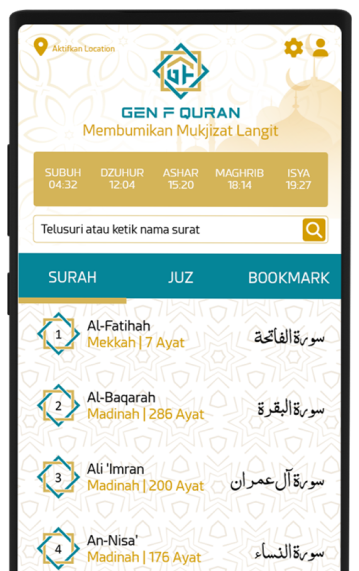 Aktifkan Location
GEN F QURAN
Membumikan Mukjizat Langit
SUBUH DZUHUR ASHAR MAGHRIB ISYA
04:32 12:04 15:20 18:14 19:27
Telusuri atau ketik nama surat
SURAH JUZ BOOKMARK
1 Al-Fatihah سورة الفاتحة
Mekkah | 7 Ayat
2 Al-Baqarah سورة البقرة
Madinah | 286 Ayat
3 Ali 'Imran سورة آل عمران
Madinah | 200 Ayat
4 An-Nisa' سورة النساء
Madinah | 176 Ayat